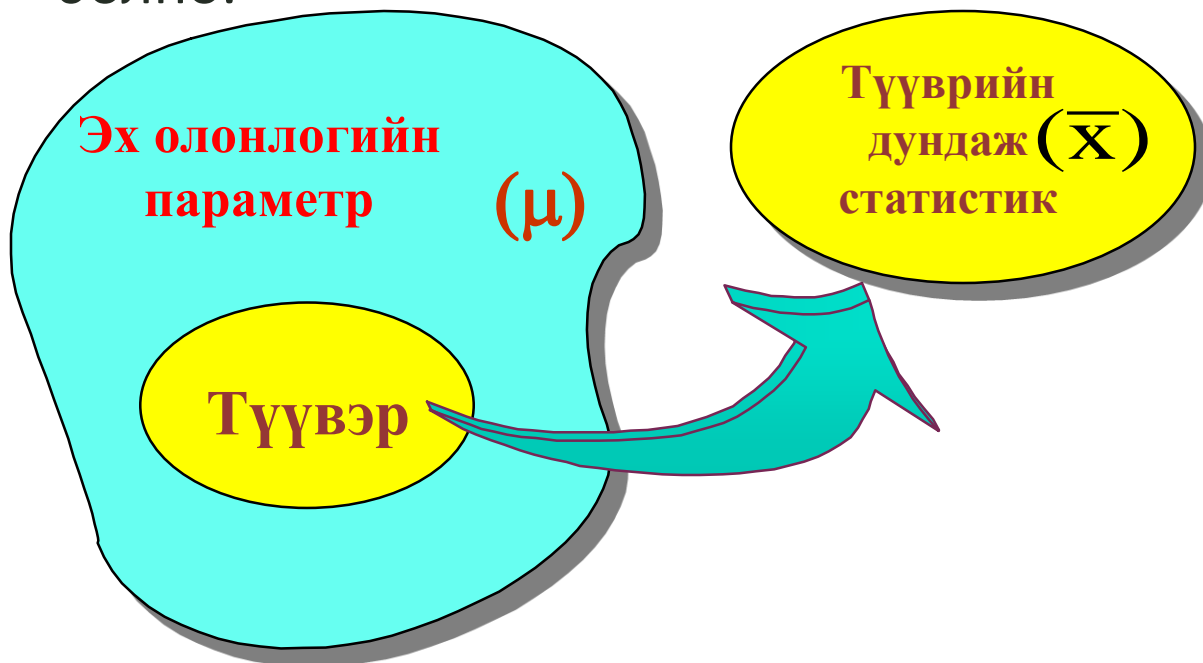 Эх олонлогийн
параметр (μ)
Түүврийн
дундаж (x̄)
статистик
Түүвэр